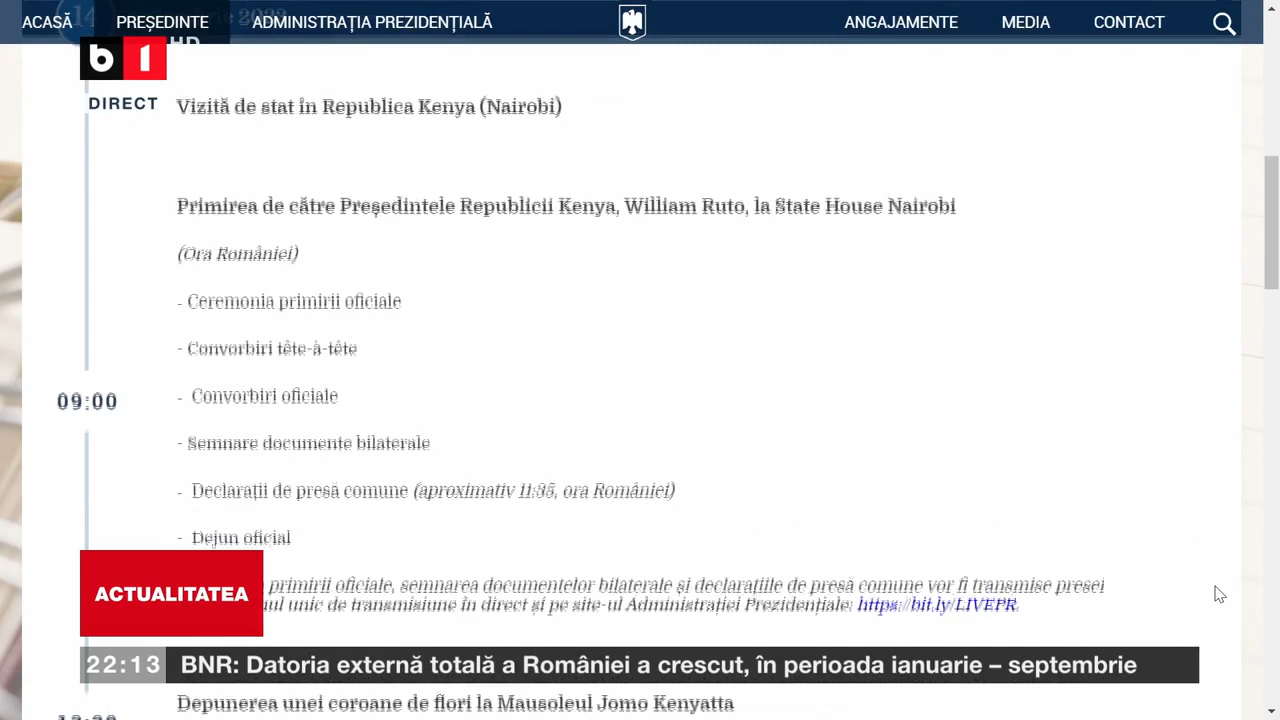 ACASĂ PREȘEDINTE ADMINISTRAȚIA PREZIDENȚIALĂ ANGAJAMENTE MEDIA CONTACT
14
HD
b1
DIRECT
Vizită de stat în Republica Kenya (Nairobi)
Primirea de către Președintele Republicii Kenya, William Ruto, la State House Nairobi
(Ora României)
- Ceremonia primirii oficiale
- Convorbiri tête-à-tête
09:00
- Convorbiri oficiale
- Semnare documente bilaterale
- Declarații de presă comune (aproximativ 11:35, ora României)
- Dejun oficial
ACTUALITATEA
primirii oficiale, semnarea documentelor bilaterale și declarațiile de presă comune vor fi transmise presei
unic de transmisiune în direct și pe site-ul Administrației Prezidențiale: https://bit.ly/LIVEPR.
22:13 BNR: Datoria externă totală a României a crescut, în perioada ianuarie – septembrie
Depunerea unei coroane de flori la Mausoleul Jomo Kenyatta